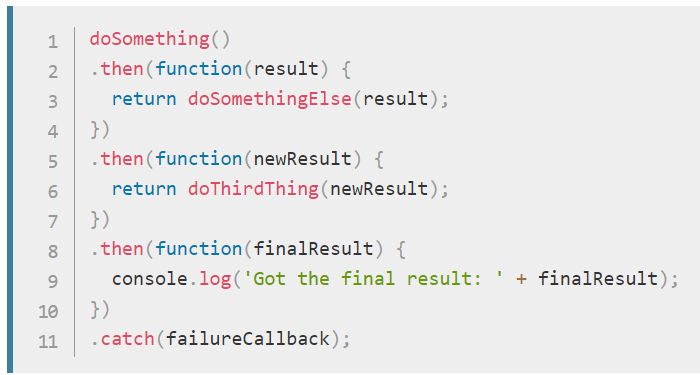 1 doSomething()
2 .then(function(result) {
3   return doSomethingElse(result);
4 })
5 .then(function(newResult) {
6   return doThirdThing(newResult);
7 })
8 .then(function(finalResult) {
9   console.log('Got the final result: ' + finalResult);
10 })
11 .catch(failureCallback);